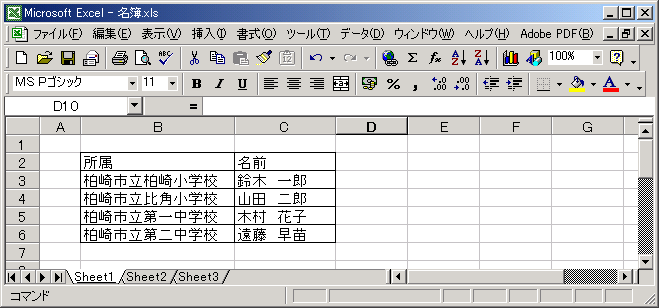 Microsoft Excel - 名簿.xls
ファイル(F) 編集(E) 表示(V) 挿入(I) 書式(O) ツール(T) データ(D) ウィンドウ(W) ヘルプ(H) Adobe PDF(B)
100%
MS Pゴシック 11 B I U
D10 =
A B C D E F G
1
2 所属 名前
3 柏崎市立柏崎小学校 鈴木 一郎
4 柏崎市立比角小学校 山田 二郎
5 柏崎市立第一中学校 木村 花子
6 柏崎市立第二中学校 遠藤 早苗
7
Sheet1 Sheet2 Sheet3
コマンド